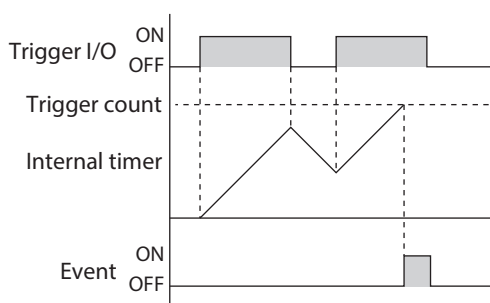 Trigger I/O
ON
OFF
Trigger count
Internal timer
Event
ON
OFF